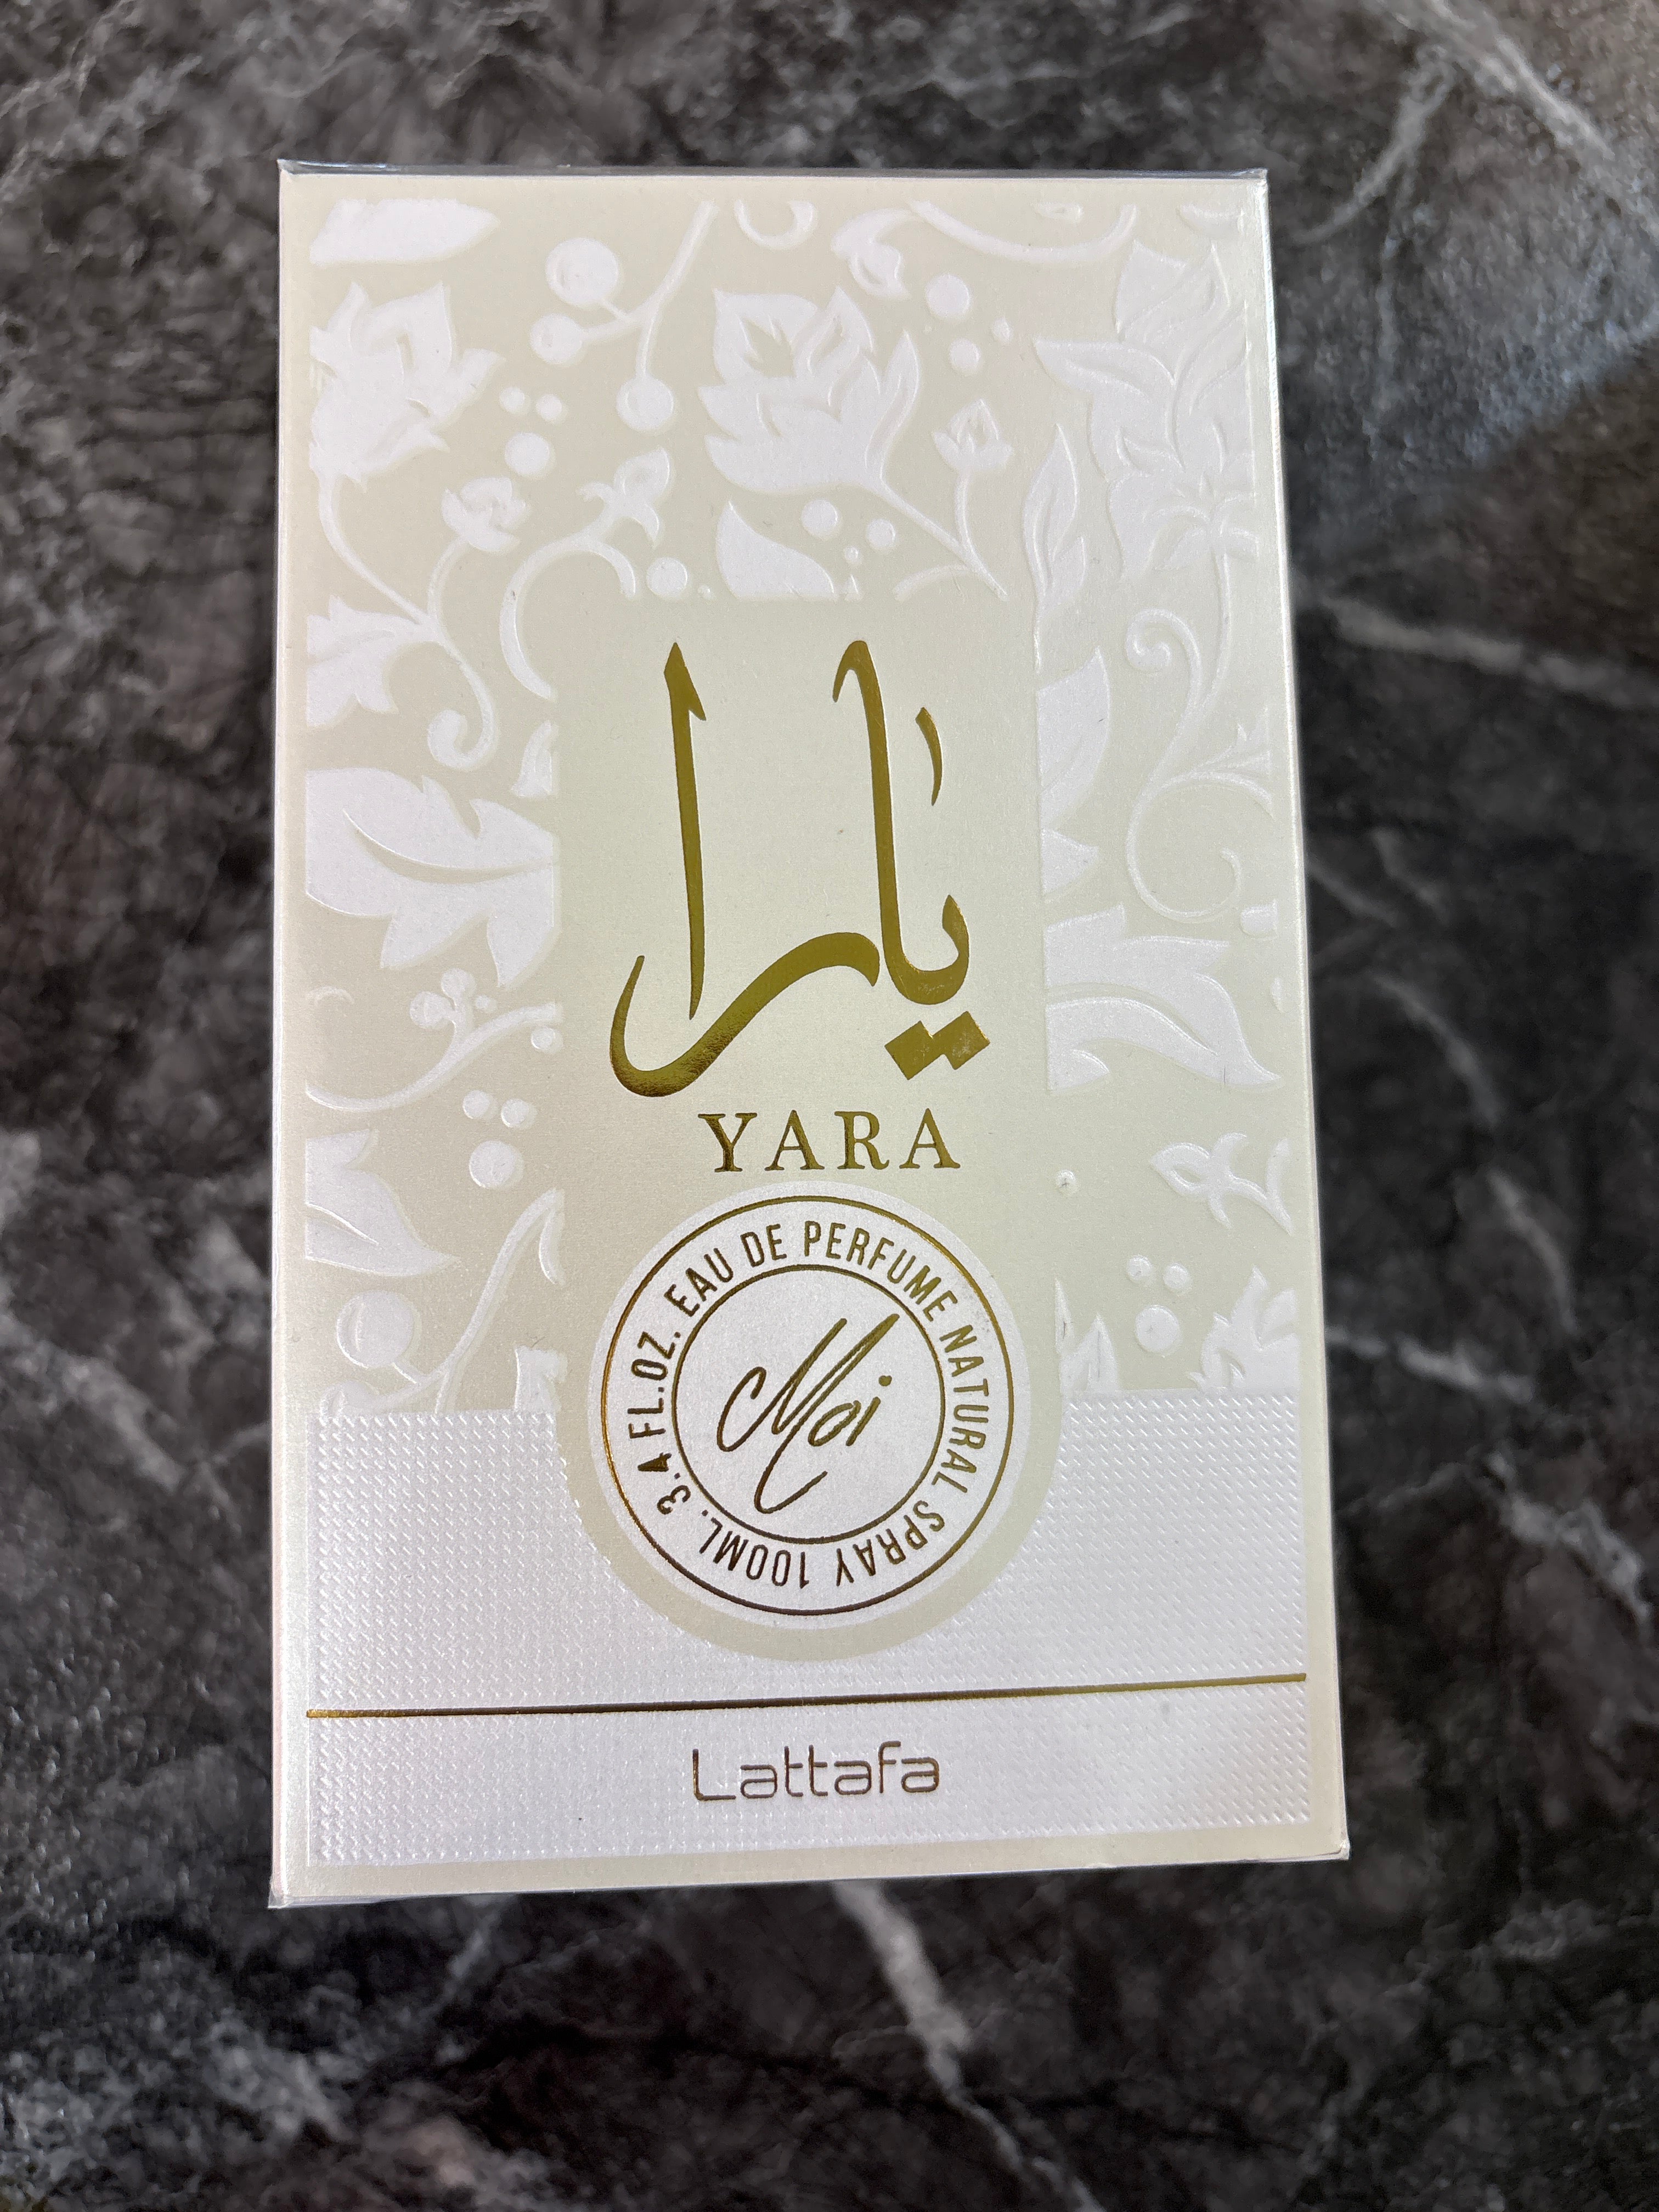 يارا
YARA
EAU DE PERFUME NATURAL SPRAY 100ML. 3.4 FL.OZ.
Moi
Lattafa